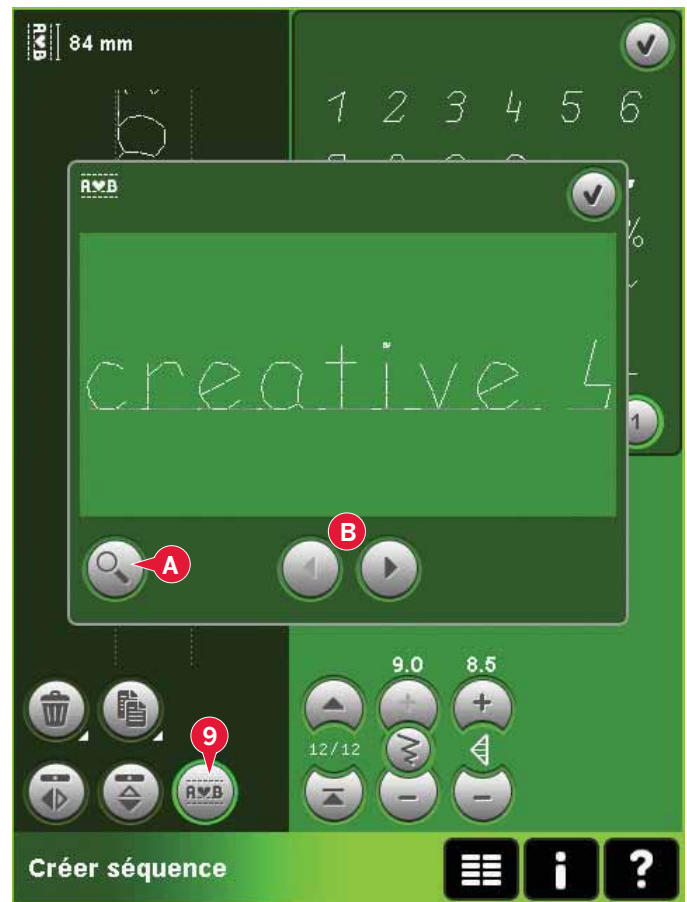 A♥B 84 mm
1 2 3 4 5 6
A♥B
%
creative 4
1
A
B
9.0 8.5
9
12/12
A♥B
Créer séquence
i ?